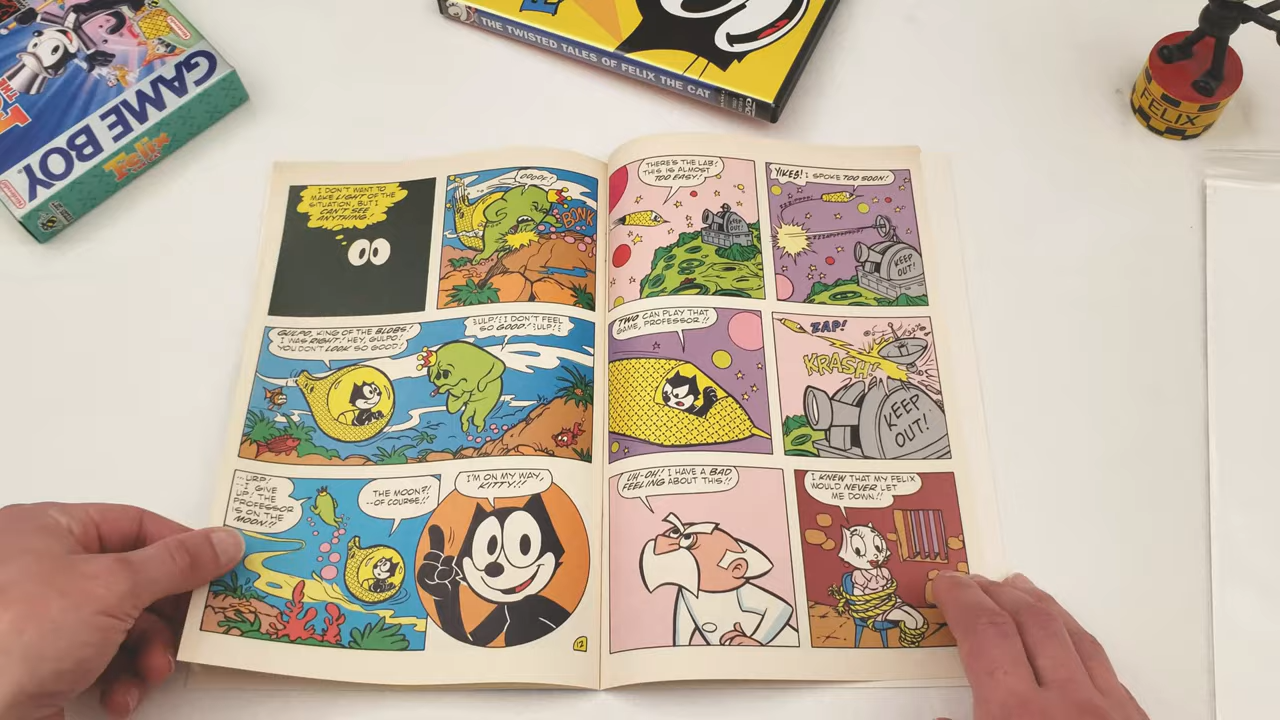 GAME BOY
Felix
Nintendo
THE TWISTED TALES OF FELIX THE CAT
DVD
FELIX
I DON'T WANT TO
MAKE LIGHT OF THE
SITUATION, BUT I
CAN'T SEE
ANYTHING!
OOOF!
BONK
GULPO, KING OF THE BLOBS!
I WAS RIGHT! HEY, GULPO!
YOU DON'T LOOK SO GOOD!
ULP! I DON'T FEEL
SO GOOD! ULP!
--URP!
--I GIVE
UP! THE
PROFESSOR
IS ON THE
MOON!!
THE MOON?!
--OF COURSE!!
I'M ON MY WAY,
KITTY!!
12
THERE'S THE LAB!
THIS IS ALMOST
TOO EASY!
KEEP
OUT!
YIKES! I SPOKE TOO SOON!
KEEP
OUT!
TWO CAN PLAY THAT
GAME, PROFESSOR!!
ZAP!
KRASH!
KEEP
OUT!
UH-OH! I HAVE A BAD
FEELING ABOUT THIS!!
I KNEW THAT MY FELIX
WOULD NEVER LET
ME DOWN!!